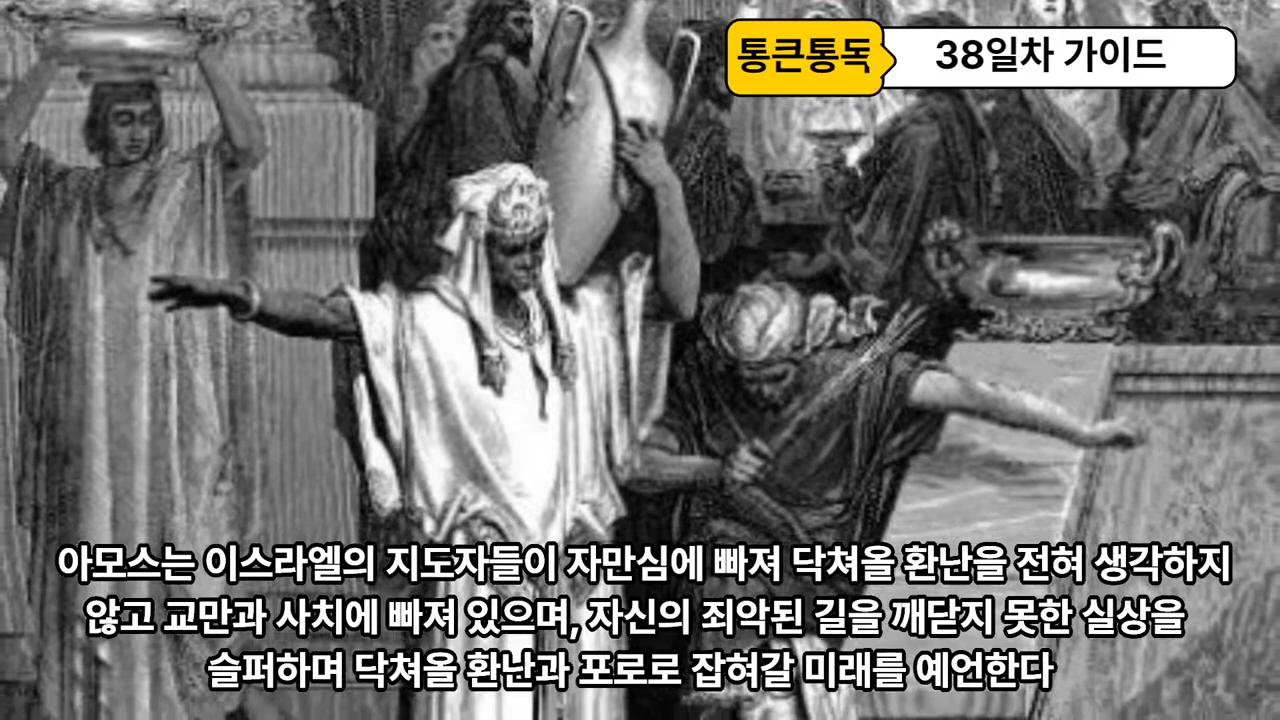 통큰통독 38일차 가이드
아모스는 이스라엘의 지도자들이 자만심에 빠져 닥쳐올 환난을 전혀 생각하지
않고 교만과 사치에 빠져 있으며, 자신의 죄악된 길을 깨닫지 못한 실상을
슬퍼하며 닥쳐올 환난과 포로로 잡혀갈 미래를 예언한다